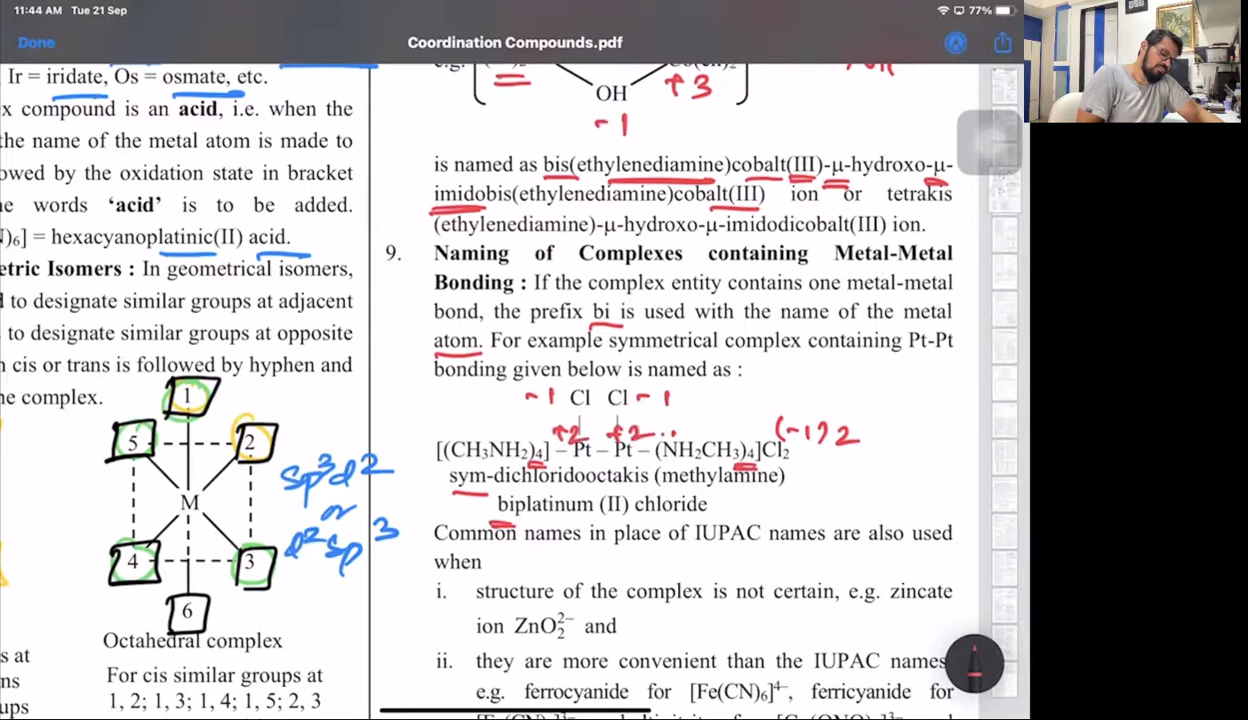 11:44 AM Tue 21 Sep
77%
Done
Coordination Compounds.pdf
Ir = iridate, Os = osmate, etc.
x compound is an acid, i.e. when the
the name of the metal atom is made to
owed by the oxidation state in bracket
e words ‘acid’ is to be added.
N)₆] = hexacyanoplatinic(II) acid.
etric Isomers : In geometrical isomers,
to designate similar groups at adjacent
to designate similar groups at opposite
n cis or trans is followed by hyphen and
ne complex.
1
5
2
M
4
3
6
sp³d²
or
d²sp³
Octahedral complex
For cis similar groups at
1, 2; 1, 3; 1, 4; 1, 5; 2, 3
s at
ns
ups
e.g.
OH
+3
-1
is named as bis(ethylenediamine)cobalt(III)-μ-hydroxo-μ-
imidobis(ethylenediamine)cobalt(III) ion or tetrakis
(ethylenediamine)-μ-hydroxo-μ-imidodicobalt(III) ion.
9. Naming of Complexes containing Metal-Metal
Bonding : If the complex entity contains one metal-metal
bond, the prefix bi is used with the name of the metal
atom. For example symmetrical complex containing Pt-Pt
bonding given below is named as :
-1 Cl Cl -1
+2 +2 (-1)2
[(CH₃NH₂)₄] – Pt – Pt – (NH₂CH₃)₄]Cl₂
sym-dichloridooctakis (methylamine)
biplatinum (II) chloride
Common names in place of IUPAC names are also used
when
i. structure of the complex is not certain, e.g. zincate
ion ZnO₂²⁻ and
ii. they are more convenient than the IUPAC names
e.g. ferrocyanide for [Fe(CN)₆]⁴⁻, ferricyanide for